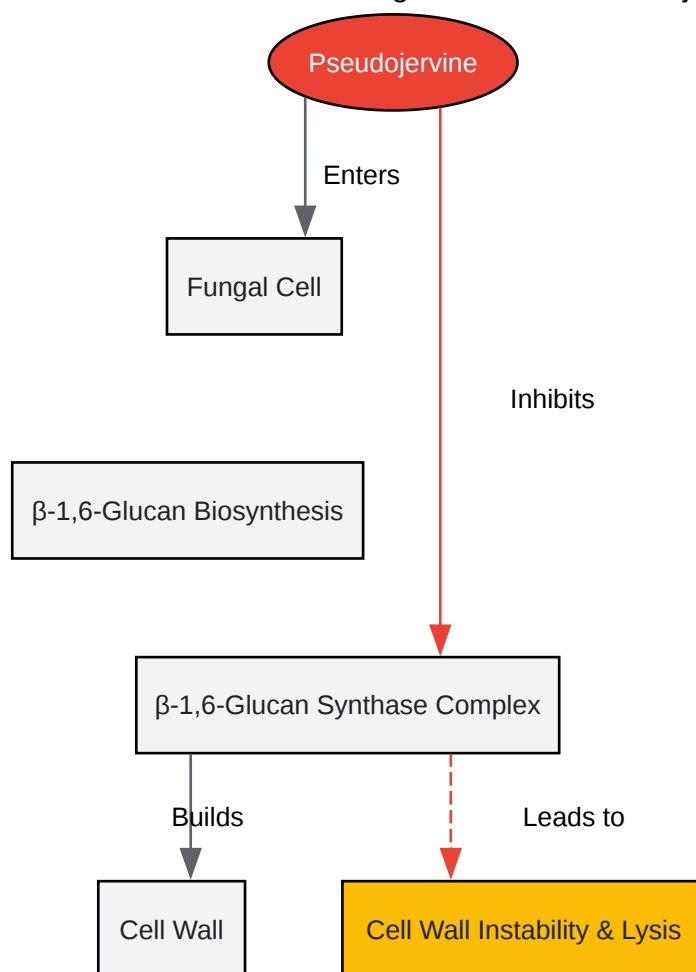 Pseudojervine
Enters
Fungal Cell
Inhibits
β-1,6-Glucan Biosynthesis
β-1,6-Glucan Synthase Complex
Builds
Leads to
Cell Wall
Cell Wall Instability & Lysis